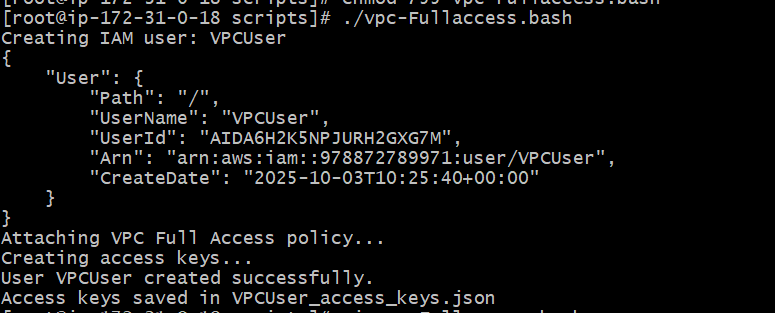 [root@ip-172-31-0-18 scripts]# ./vpc-Fullaccess.bash
Creating IAM user: VPCUser
{
    "User": {
        "Path": "/",
        "UserName": "VPCUser",
        "UserId": "AIDA6H2K5NPJURH2GXG7M",
        "Arn": "arn:aws:iam::978872789971:user/VPCUser",
        "CreateDate": "2025-10-03T10:25:40+00:00"
    }
}
Attaching VPC Full Access policy...
Creating access keys...
User VPCUser created successfully.
Access keys saved in VPCUser_access_keys.json